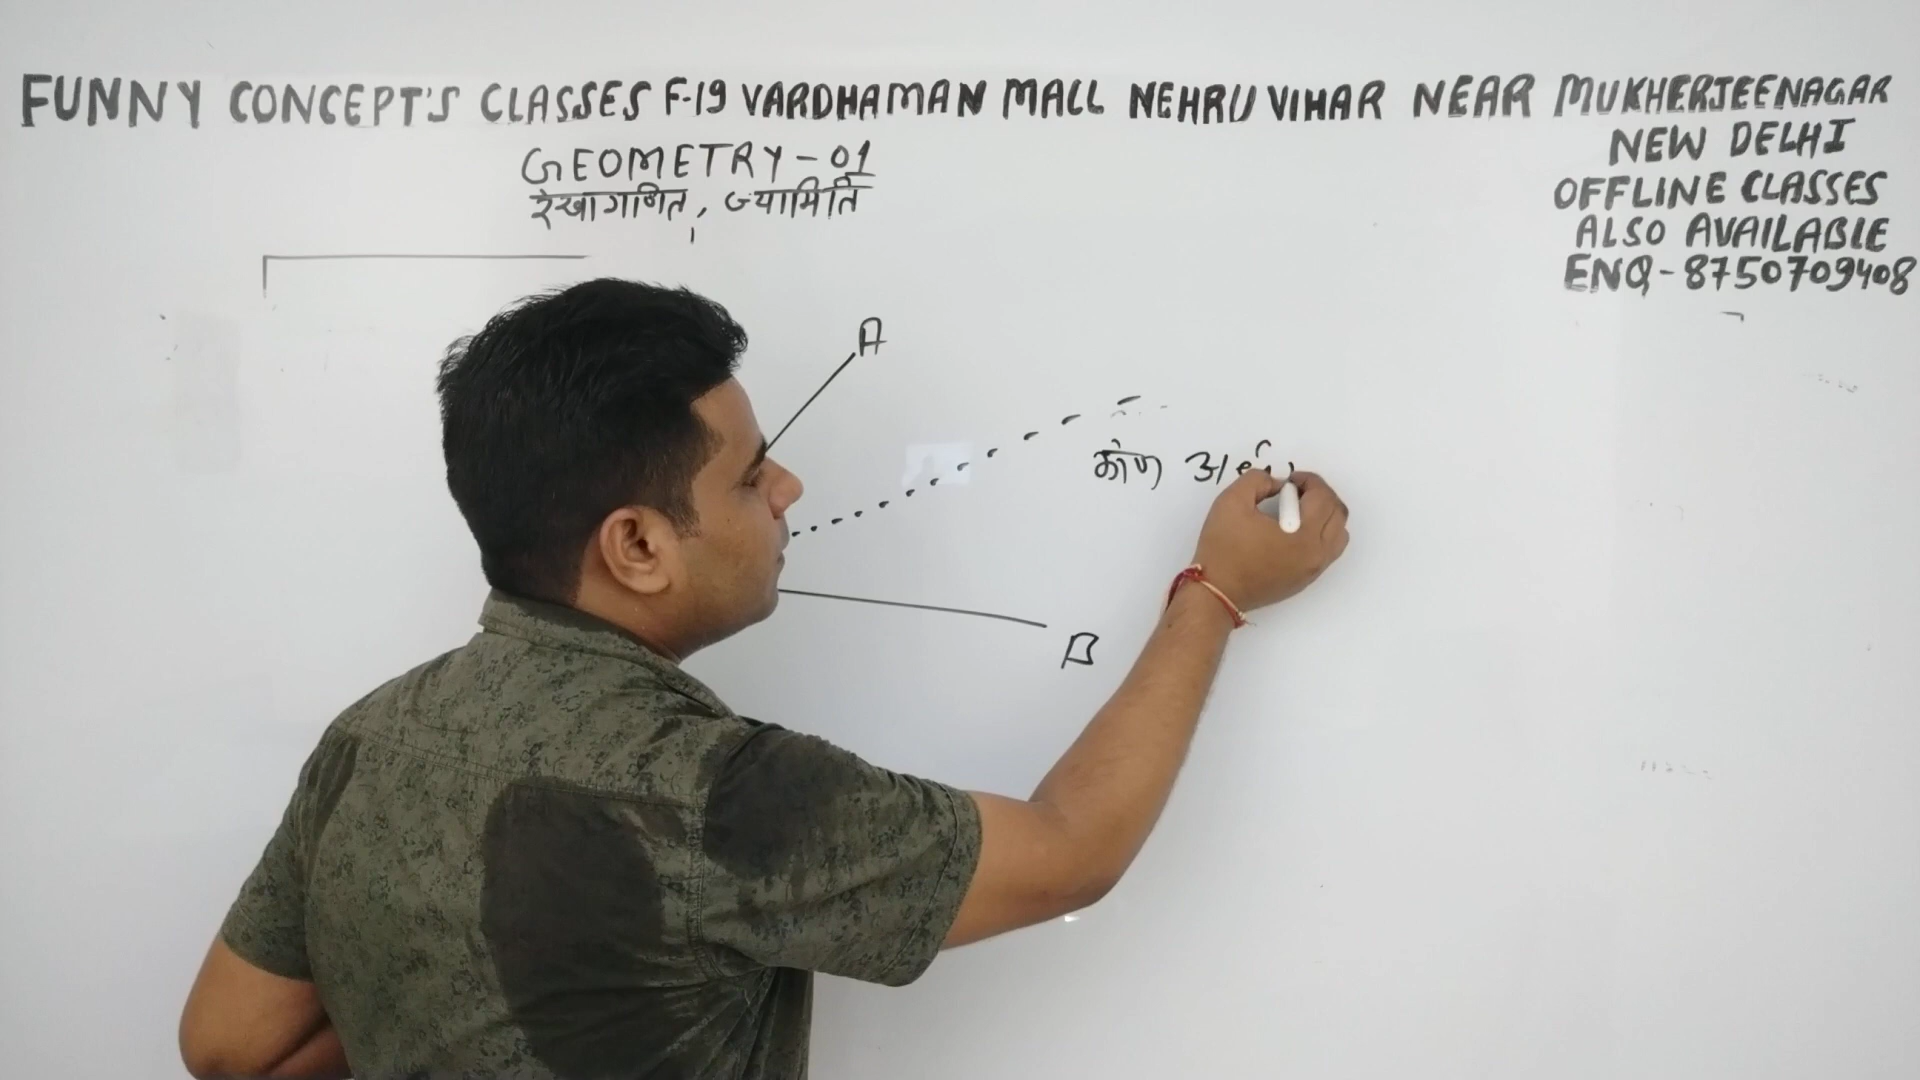 FUNNY CONCEPT'S CLASSES F-19 VARDHAMAN MALL NEHRU VIHAR NEAR MUKHERJEENAGAR
NEW DELHI
OFFLINE CLASSES
ALSO AVAILABLE
ENQ-8750709408
GEOMETRY-01
रेखागणित, ज्यामिति
A
कोण
B